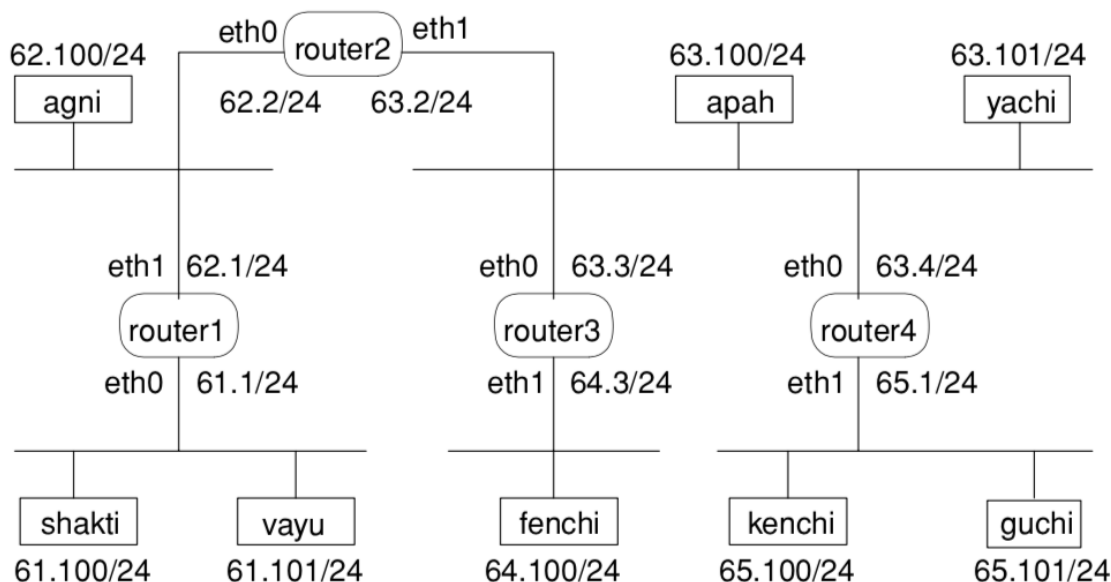 eth0 router2 eth1
62.100/24 63.100/24 63.101/24
agni 62.2/24 63.2/24 apah yachi
eth1 62.1/24 eth0 63.3/24 eth0 63.4/24
router1 router3 router4
eth0 61.1/24 eth1 64.3/24 eth1 65.1/24
shakti vayu fenchi kenchi guchi
61.100/24 61.101/24 64.100/24 65.100/24 65.101/24